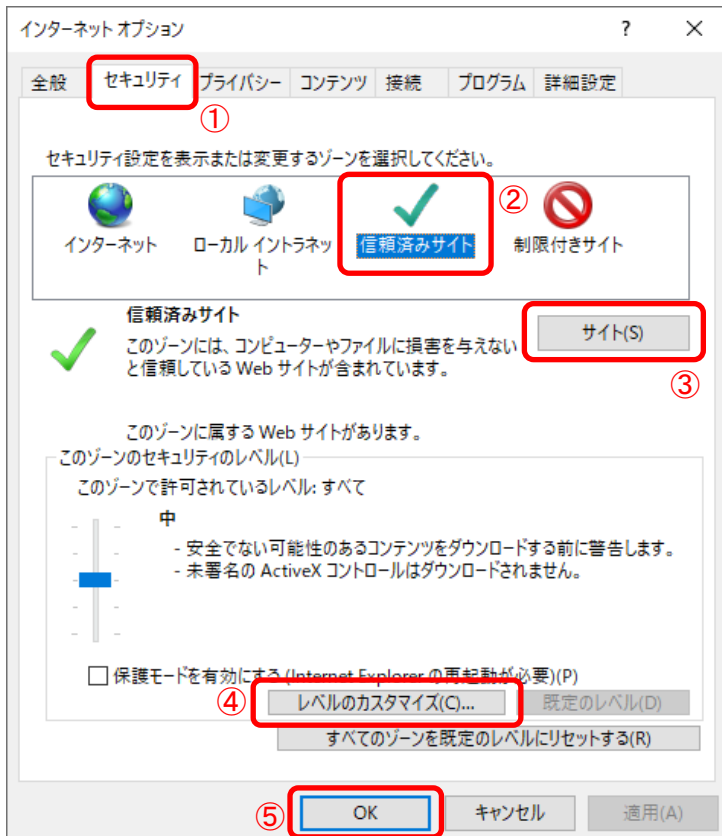 インターネット オプション ? ×
全般 セキュリティ プライバシー コンテンツ 接続 プログラム 詳細設定
①
セキュリティ設定を表示または変更するゾーンを選択してください。
②
インターネット ローカル イントラネッ 信頼済みサイト 制限付きサイト
ト
信頼済みサイト
サイト(S)
このゾーンには、コンピューターやファイルに損害を与えない
と信頼している Web サイトが含まれています。
③
このゾーンに属する Web サイトがあります。
このゾーンのセキュリティのレベル(L)
このゾーンで許可されているレベル: すべて
中
- 安全でない可能性のあるコンテンツをダウンロードする前に警告します。
- 未署名の ActiveX コントロールはダウンロードされません。
保護モードを有効にする (Internet Explorer の再起動が必要)(P)
④ レベルのカスタマイズ(C)... 既定のレベル(D)
すべてのゾーンを既定のレベルにリセットする(R)
⑤ OK キャンセル 適用(A)